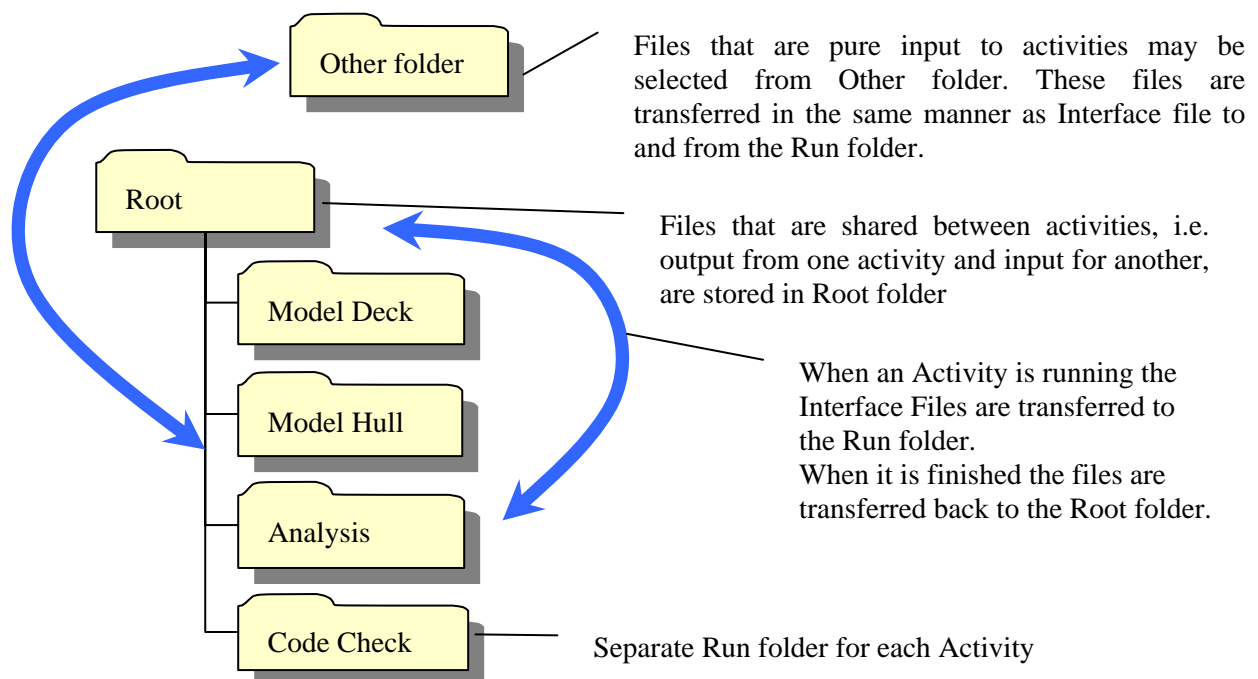 Other folder
Files that are pure input to activities may be
selected from Other folder. These files are
transferred in the same manner as Interface file to
and from the Run folder.
Root
Files that are shared between activities, i.e.
output from one activity and input for another,
are stored in Root folder
Model Deck
When an Activity is running the
Interface Files are transferred to
the Run folder.
When it is finished the files are
transferred back to the Root folder.
Model Hull
Analysis
Code Check
Separate Run folder for each Activity